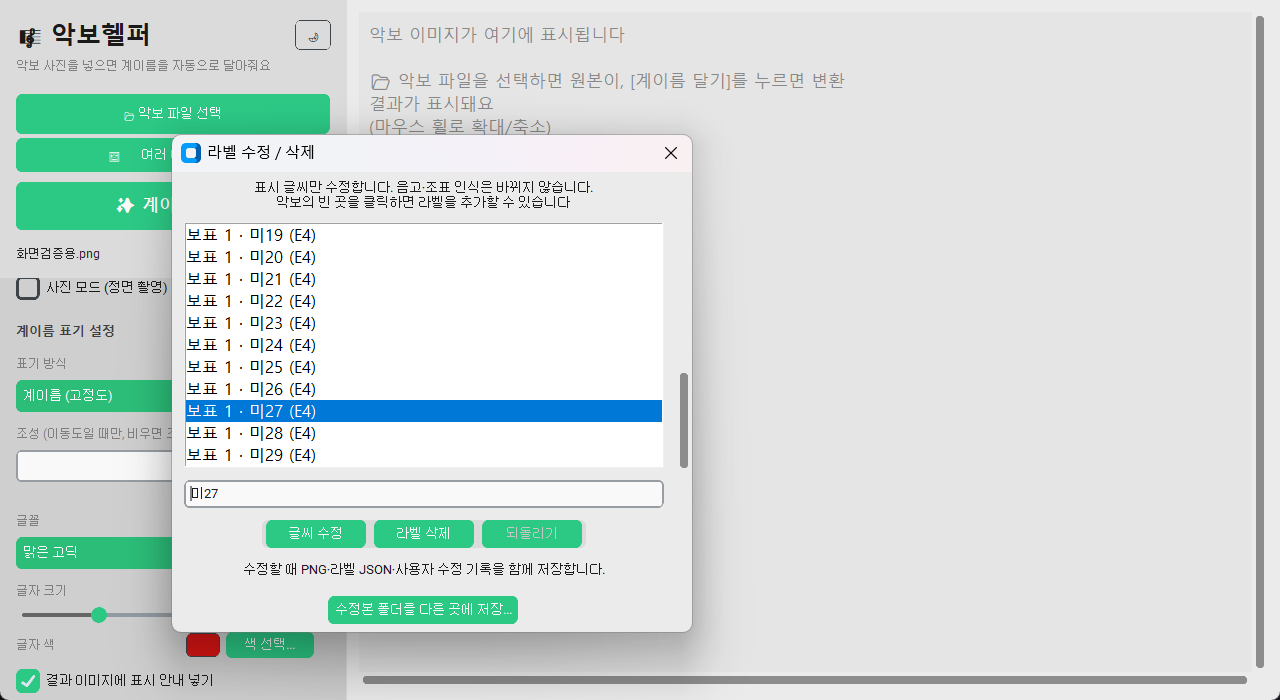 악보헬퍼
악보 사진을 넣으면 계이름을 자동으로 달아줘요
악보 파일 선택
여러
계이
화면검증용.png
사진 모드 (정면 촬영)
계이름 표기 설정
표기 방식
계이름 (고정도)
조성 (이동도일 때만, 비우면
글꼴
맑은 고딕
글자 크기
글자 색
색 선택...
결과 이미지에 표시 안내 넣기
악보 이미지가 여기에 표시됩니다
악보 파일을 선택하면 원본이, [계이름 달기]를 누르면 변환
결과가 표시돼요
(마우스 휠로 확대/축소)
라벨 수정 / 삭제
표시 글씨만 수정합니다. 음고·조표 인식은 바뀌지 않습니다.
악보의 빈 곳을 클릭하면 라벨을 추가할 수 있습니다
보표 1 · 미19 (E4)
보표 1 · 미20 (E4)
보표 1 · 미21 (E4)
보표 1 · 미22 (E4)
보표 1 · 미23 (E4)
보표 1 · 미24 (E4)
보표 1 · 미25 (E4)
보표 1 · 미26 (E4)
보표 1 · 미27 (E4)
보표 1 · 미28 (E4)
보표 1 · 미29 (E4)
미27
글씨 수정 라벨 삭제 되돌리기
수정할 때 PNG·라벨 JSON·사용자 수정 기록을 함께 저장합니다.
수정본 폴더를 다른 곳에 저장...